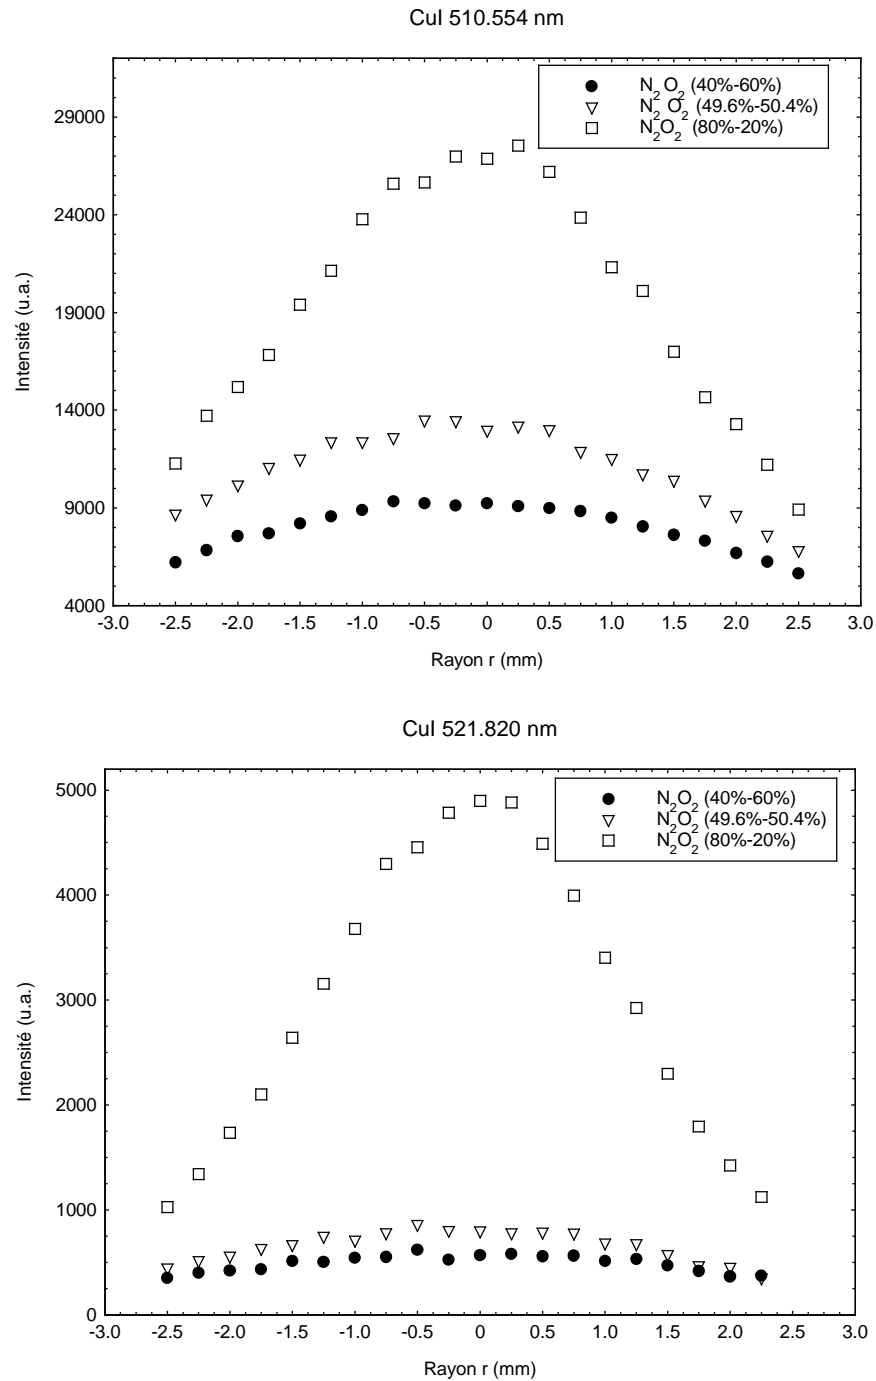 CuI 510.554 nm
N2O2 (40%-60%)
N2O2 (49.6%-50.4%)
N2O2 (80%-20%)
29000
24000
19000
14000
9000
4000
Intensité (u.a.)
-3.0 -2.5 -2.0 -1.5 -1.0 -0.5 0 0.5 1.0 1.5 2.0 2.5 3.0
Rayon r (mm)
CuI 521.820 nm
N2O2 (40%-60%)
N2O2 (49.6%-50.4%)
N2O2 (80%-20%)
5000
4000
3000
2000
1000
0
Intensité (u.a.)
-3.0 -2.5 -2.0 -1.5 -1.0 -0.5 0 0.5 1.0 1.5 2.0 2.5 3.0
Rayon r (mm)